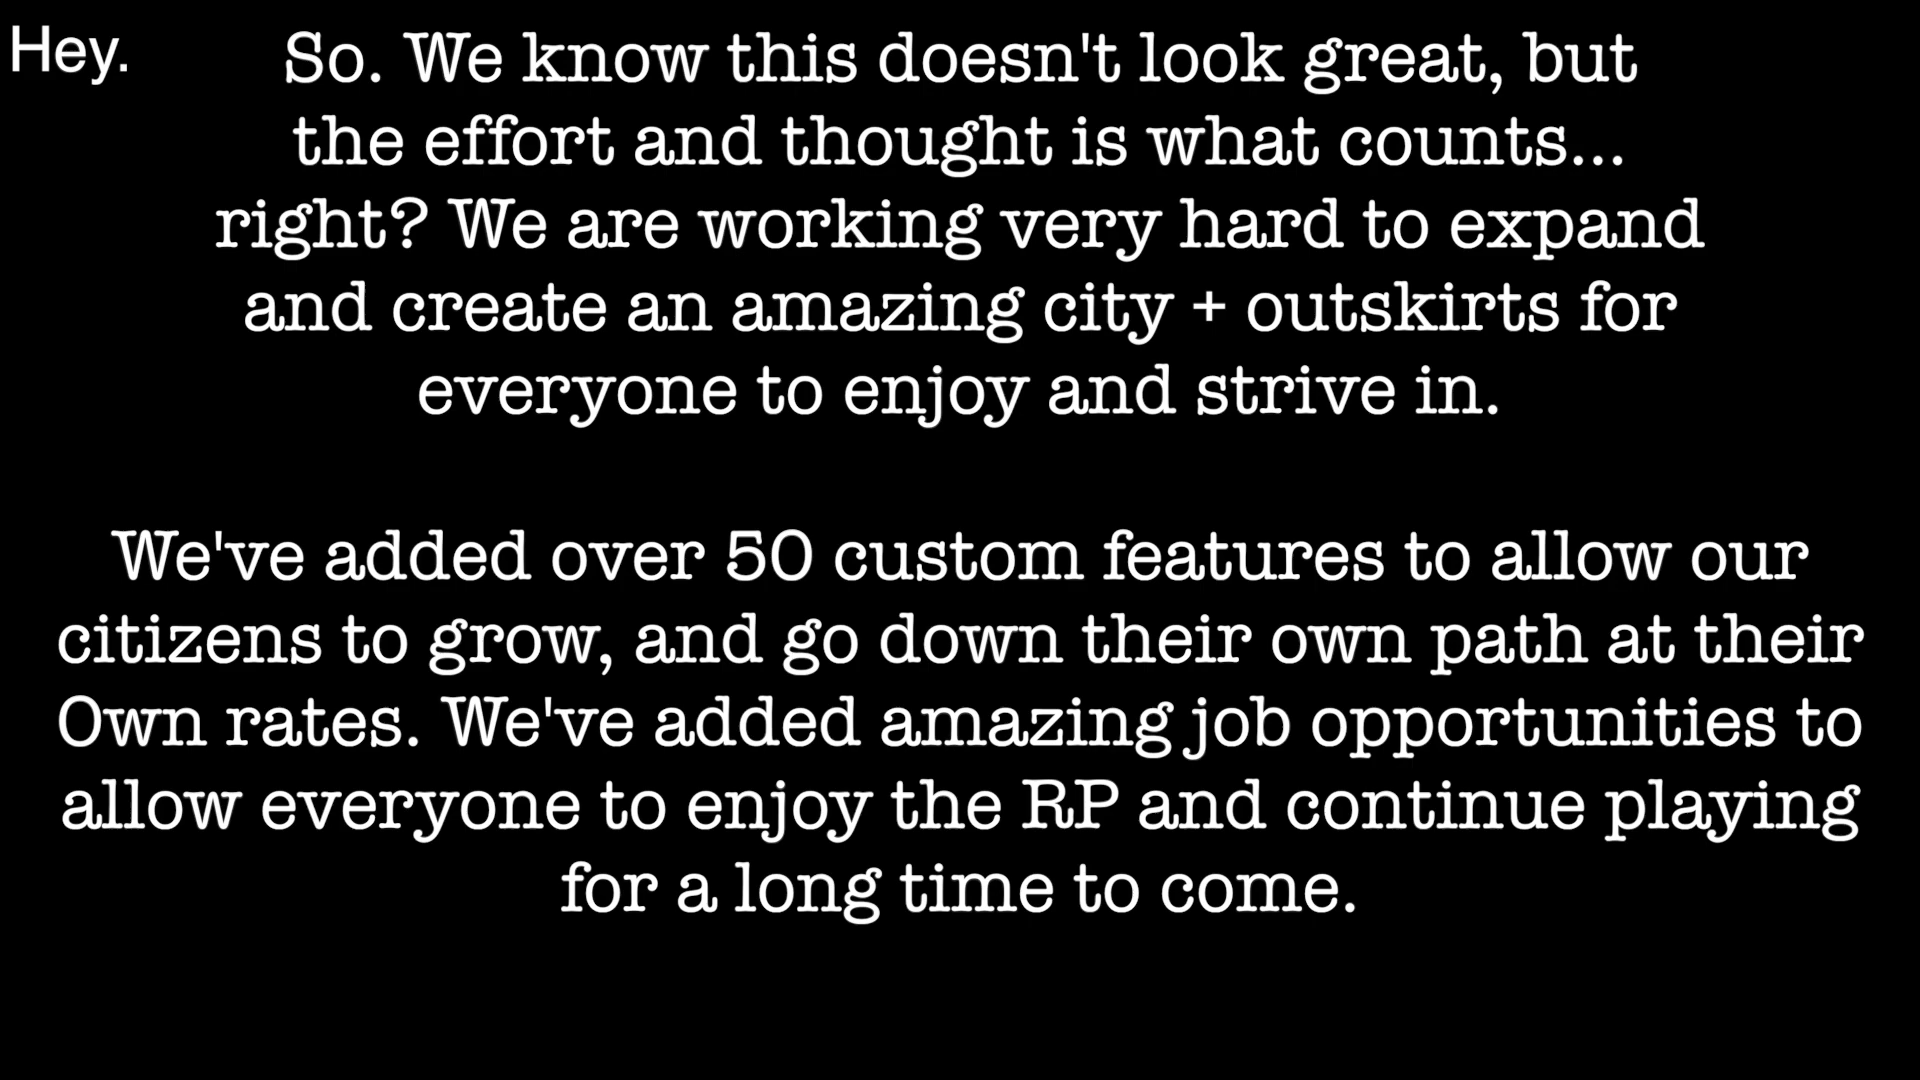 Hey.
So. We know this doesn't look great, but
the effort and thought is what counts...
right? We are working very hard to expand
and create an amazing city + outskirts for
everyone to enjoy and strive in.
We've added over 50 custom features to allow our
citizens to grow, and go down their own path at their
Own rates. We've added amazing job opportunities to
allow everyone to enjoy the RP and continue playing
for a long time to come.